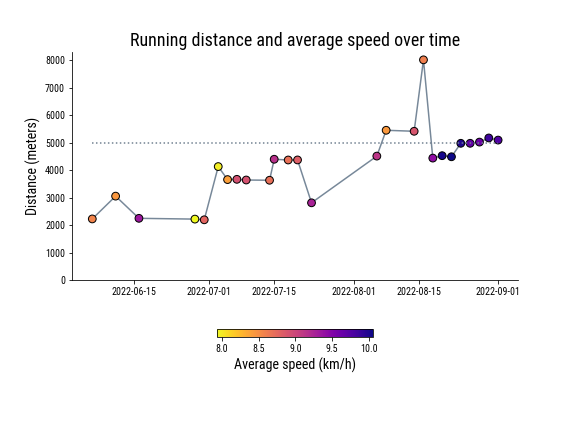 Running distance and average speed over time
Distance (meters)
8000
7000
6000
5000
4000
3000
2000
1000
0
2022-06-15 2022-07-01 2022-07-15 2022-08-01 2022-08-15 2022-09-01
8.0 8.5 9.0 9.5 10.0
Average speed (km/h)